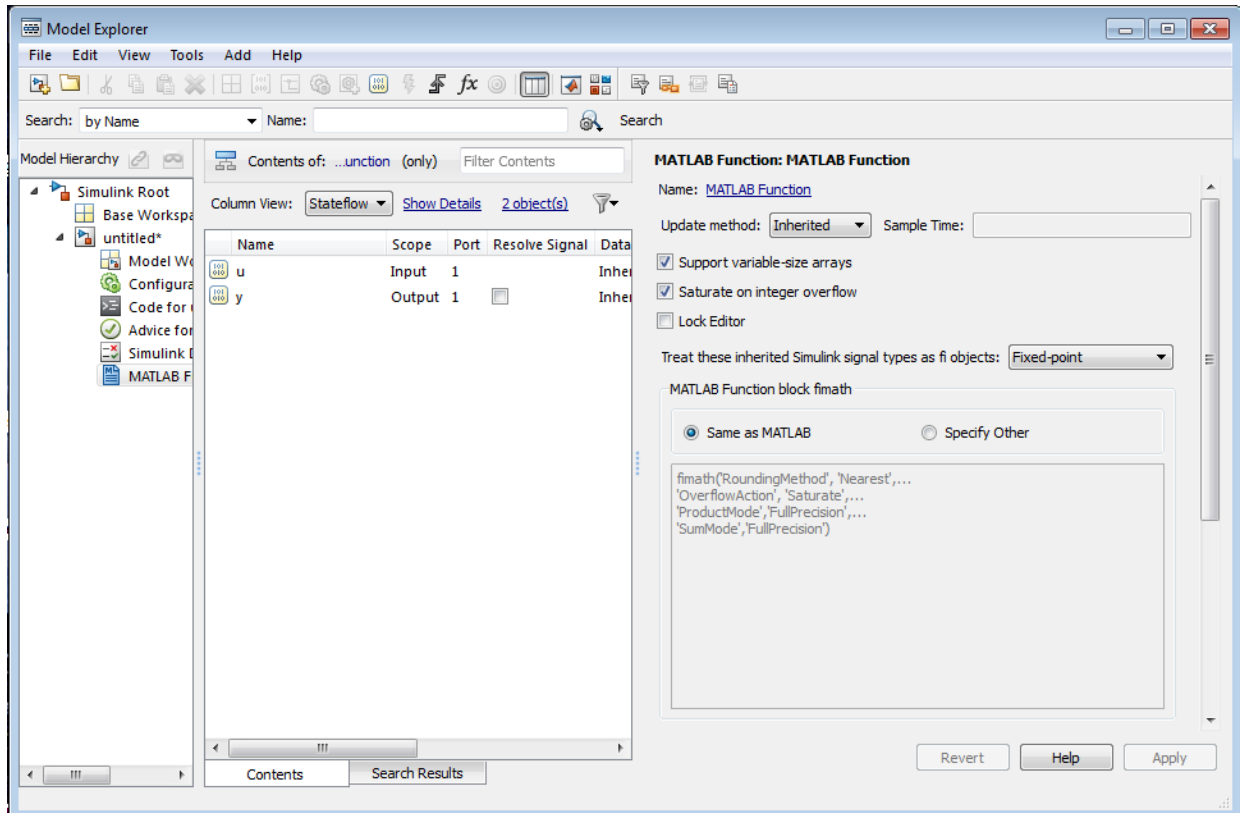 Model Explorer
File Edit View Tools Add Help
fx
Search: by Name Name: Search
Model Hierarchy
Simulink Root
Base Workspa
untitled*
Model Wo
Configura
Code for
Advice for
Simulink D
MATLAB F
Contents of: ...unction (only) Filter Contents
Column View: Stateflow Show Details 2 object(s)
Name Scope Port Resolve Signal Data
u Input 1 Inher
y Output 1 Inher
Contents Search Results
MATLAB Function: MATLAB Function
Name: MATLAB Function
Update method: Inherited Sample Time:
Support variable-size arrays
Saturate on integer overflow
Lock Editor
Treat these inherited Simulink signal types as fi objects: Fixed-point
MATLAB Function block fimath
Same as MATLAB Specify Other
fimath('RoundingMethod', 'Nearest',...
'OverflowAction', 'Saturate',...
'ProductMode','FullPrecision',...
'SumMode','FullPrecision')
Revert Help Apply